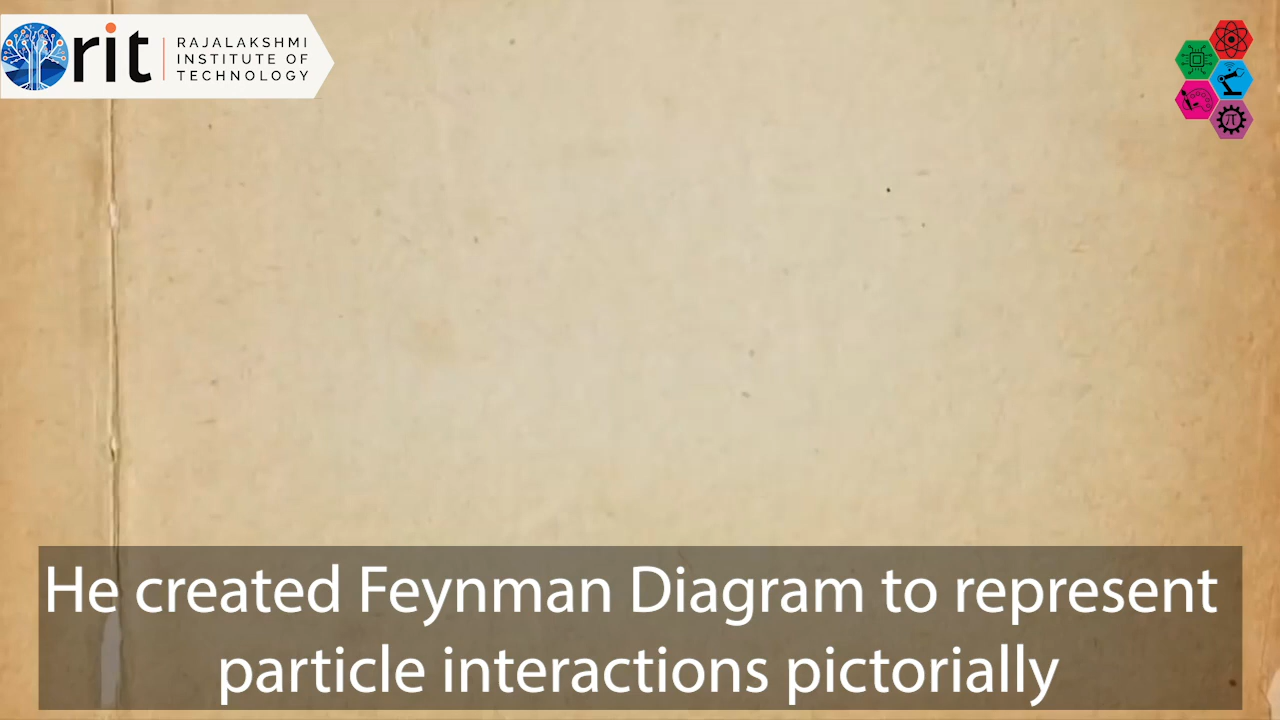 rit
RAJALAKSHMI
INSTITUTE OF
TECHNOLOGY
π
He created Feynman Diagram to represent
particle interactions pictorially